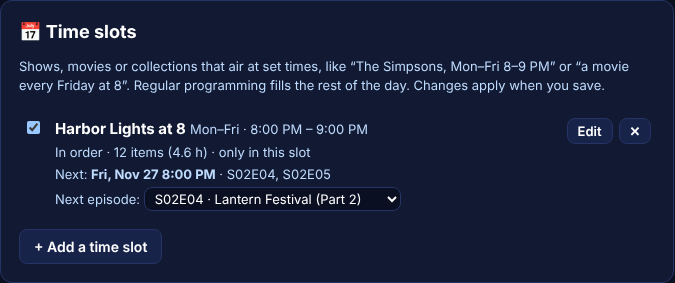 📅 Time slots
Shows, movies or collections that air at set times, like “The Simpsons, Mon–Fri 8–9 PM” or “a movie
every Friday at 8”. Regular programming fills the rest of the day. Changes apply when you save.
Harbor Lights at 8 Mon–Fri · 8:00 PM – 9:00 PM
Edit
✕
In order · 12 items (4.6 h) · only in this slot
Next: Fri, Nov 27 8:00 PM · S02E04, S02E05
Next episode: S02E04 · Lantern Festival (Part 2)
+ Add a time slot